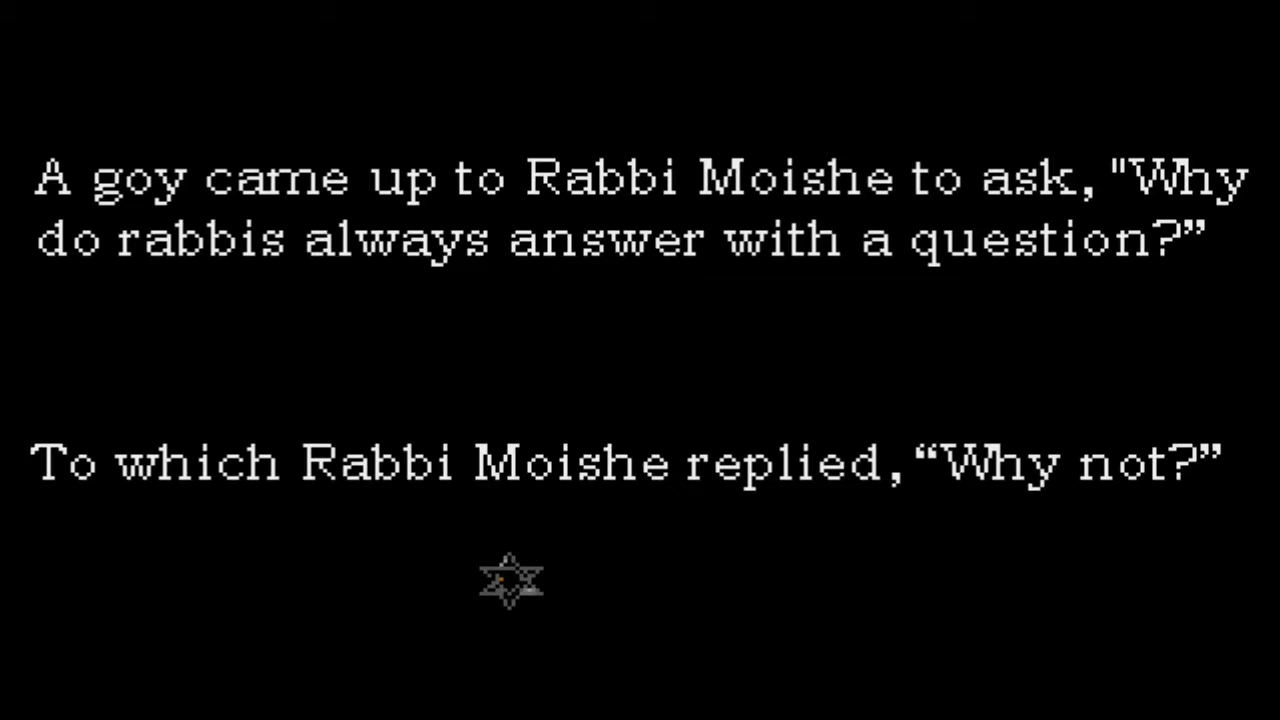 A goy came up to Rabbi Moishe to ask, "Why
do rabbis always answer with a question?”
To which Rabbi Moishe replied, “Why not?”